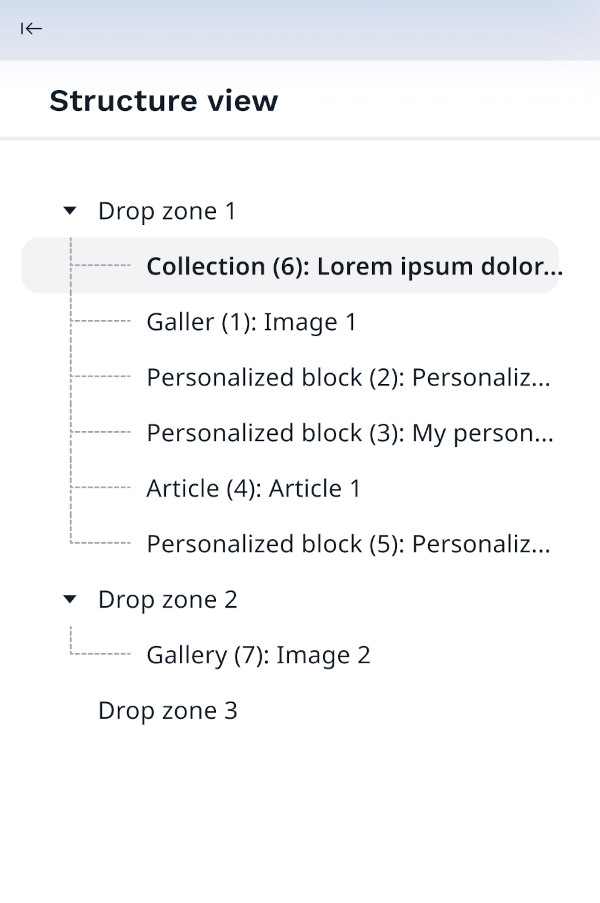 Structure view
Drop zone 1
Collection (6): Lorem ipsum dolor...
Galler (1): Image 1
Personalized block (2): Personaliz...
Personalized block (3): My person...
Article (4): Article 1
Personalized block (5): Personaliz...
Drop zone 2
Gallery (7): Image 2
Drop zone 3